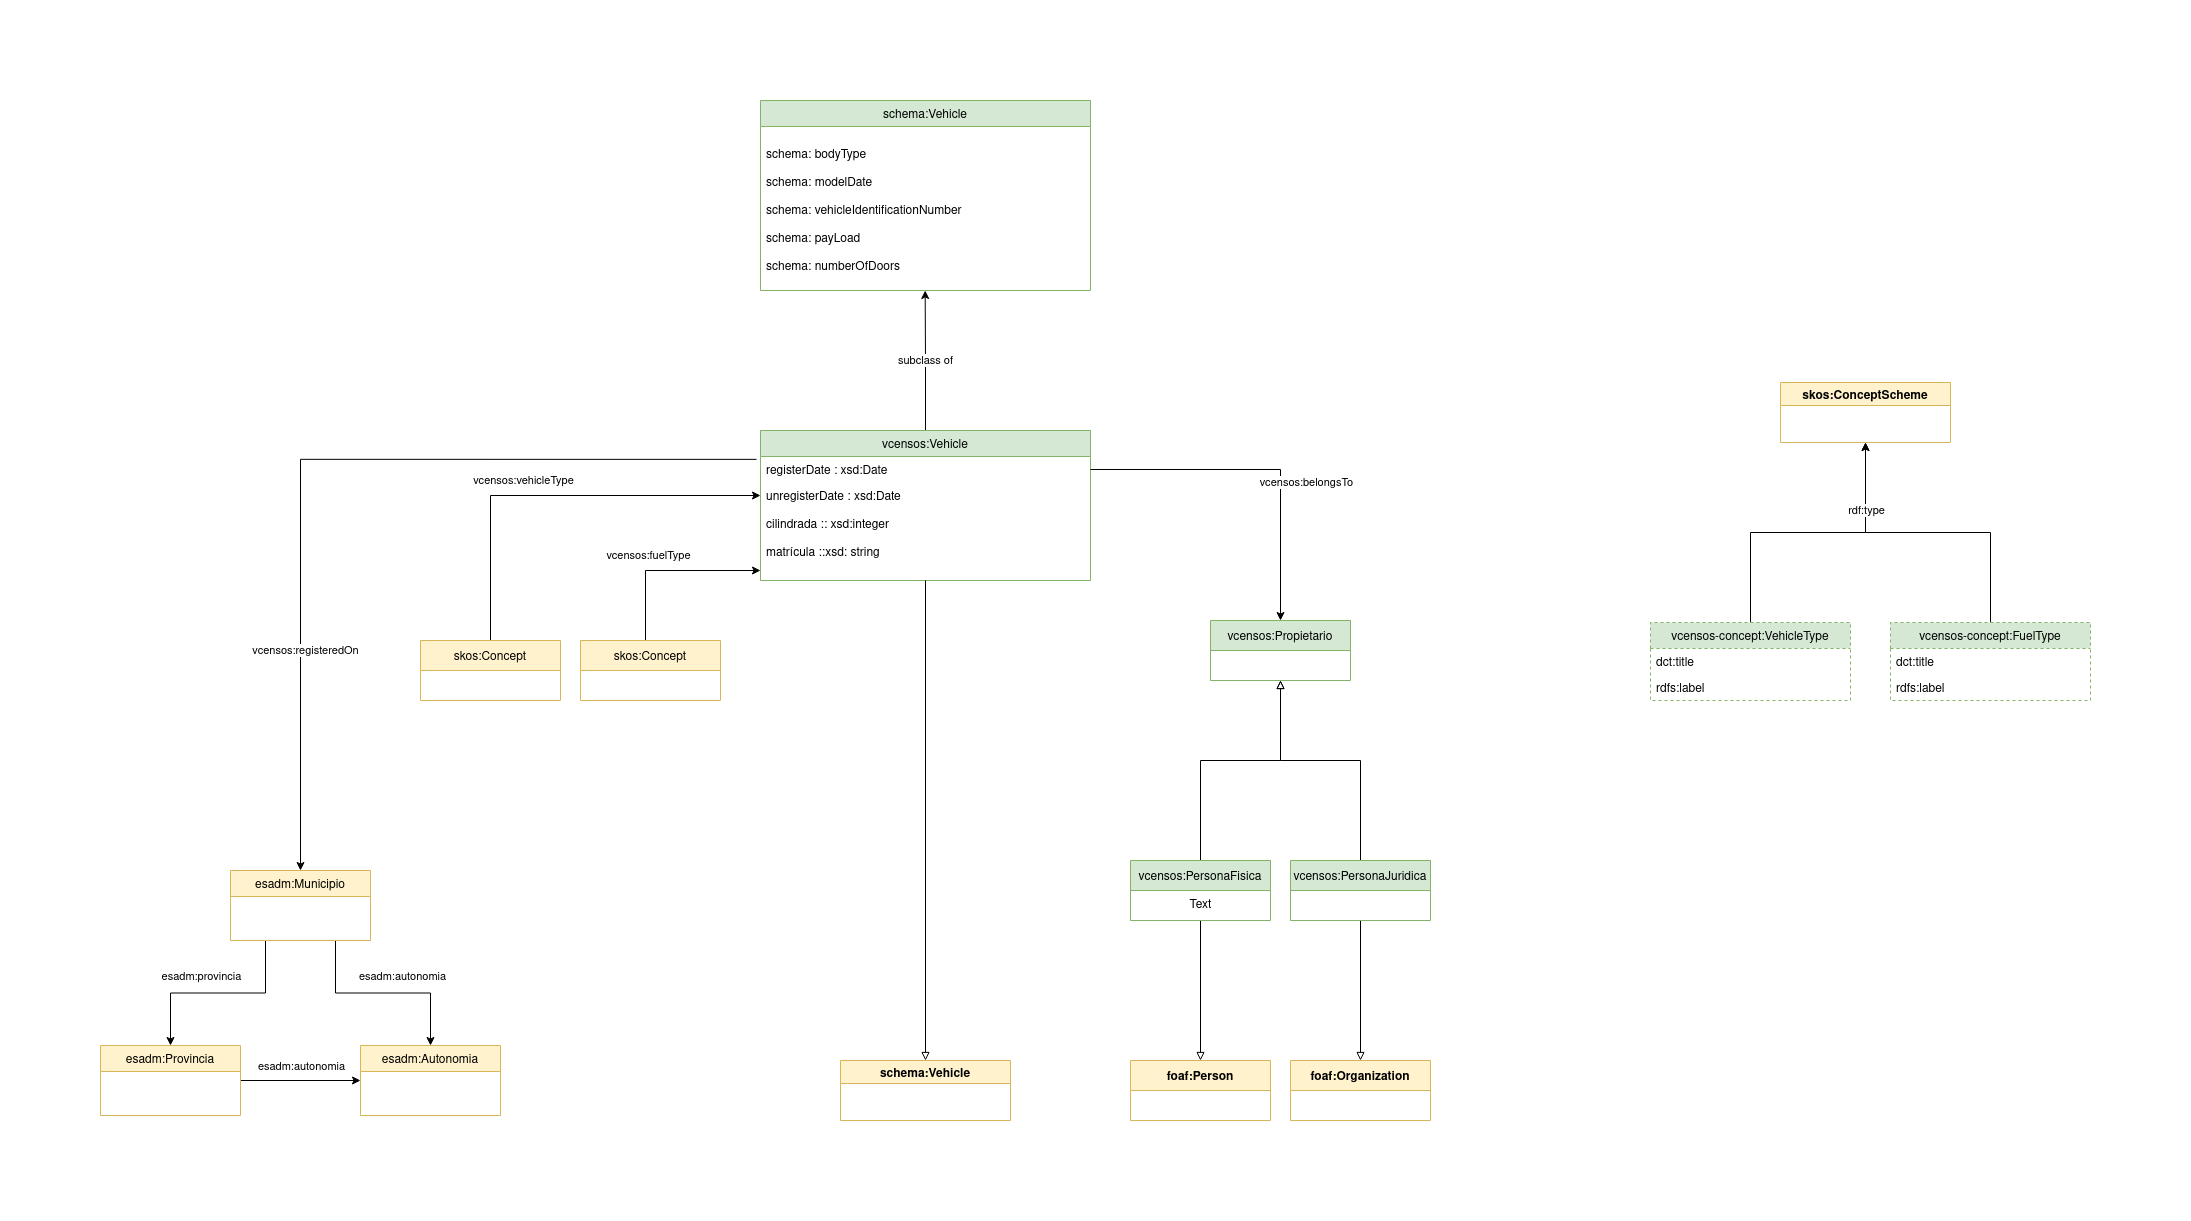 schema:Vehicle
schema: bodyType
schema: modelDate
schema: vehicleIdentificationNumber
schema: payLoad
schema: numberOfDoors
subclass of
skos:ConceptScheme
vcensos:Vehicle
registerDate : xsd:Date
unregisterDate : xsd:Date
cilindrada :: xsd:integer
matrícula ::xsd: string
vcensos:vehicleType
vcensos:belongsTo
rdf:type
vcensos:fuelType
vcensos:registeredOn
skos:Concept
skos:Concept
vcensos:Propietario
vcensos-concept:VehicleType
dct:title
rdfs:label
vcensos-concept:FuelType
dct:title
rdfs:label
esadm:Municipio
vcensos:PersonaFisica
Text
vcensos:PersonaJuridica
esadm:provincia
esadm:autonomia
esadm:Provincia
esadm:autonomia
esadm:Autonomia
schema:Vehicle
foaf:Person
foaf:Organization